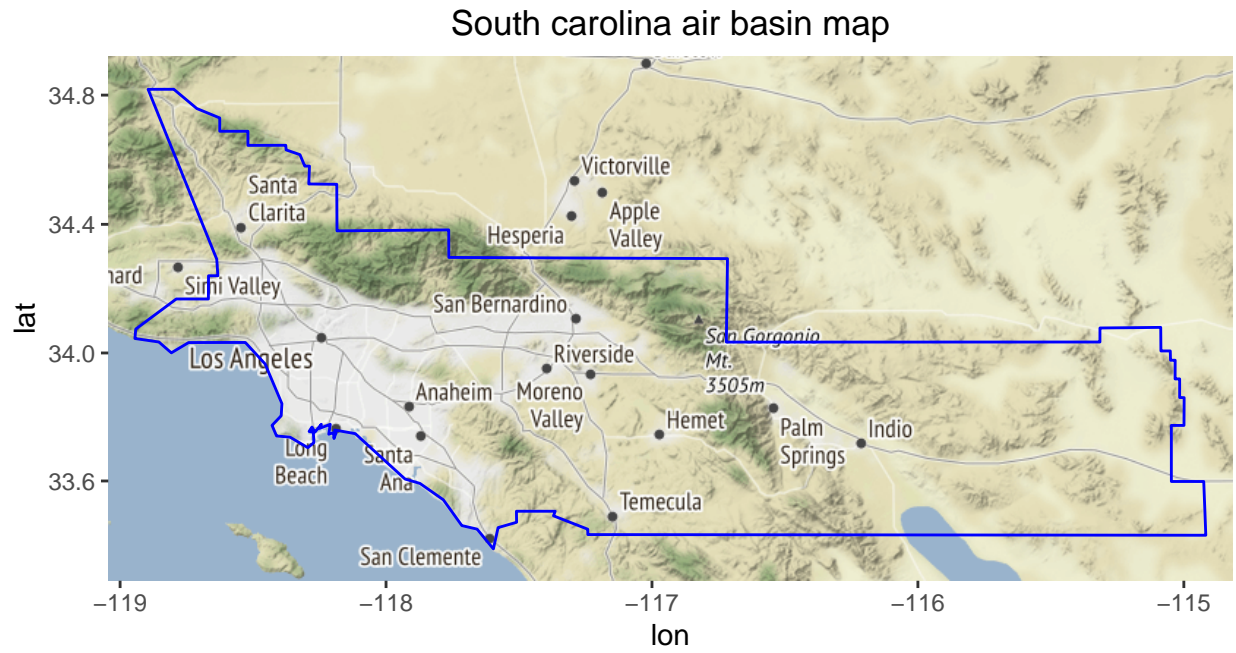 South carolina air basin map
34.8
34.4
34.0
33.6
lat
Victorville
Santa
Clarita
Apple
Valley
Hesperia
nard
Simi Valley
San Bernardino
San Gorgonio
Mt.
3505m
Los Angeles
Riverside
Moreno
Valley
Anaheim
Hemet
Palm
Springs
Indio
Long
Beach
Santa
Ana
Temecula
San Clemente
−119
−118
−117
−116
−115
lon